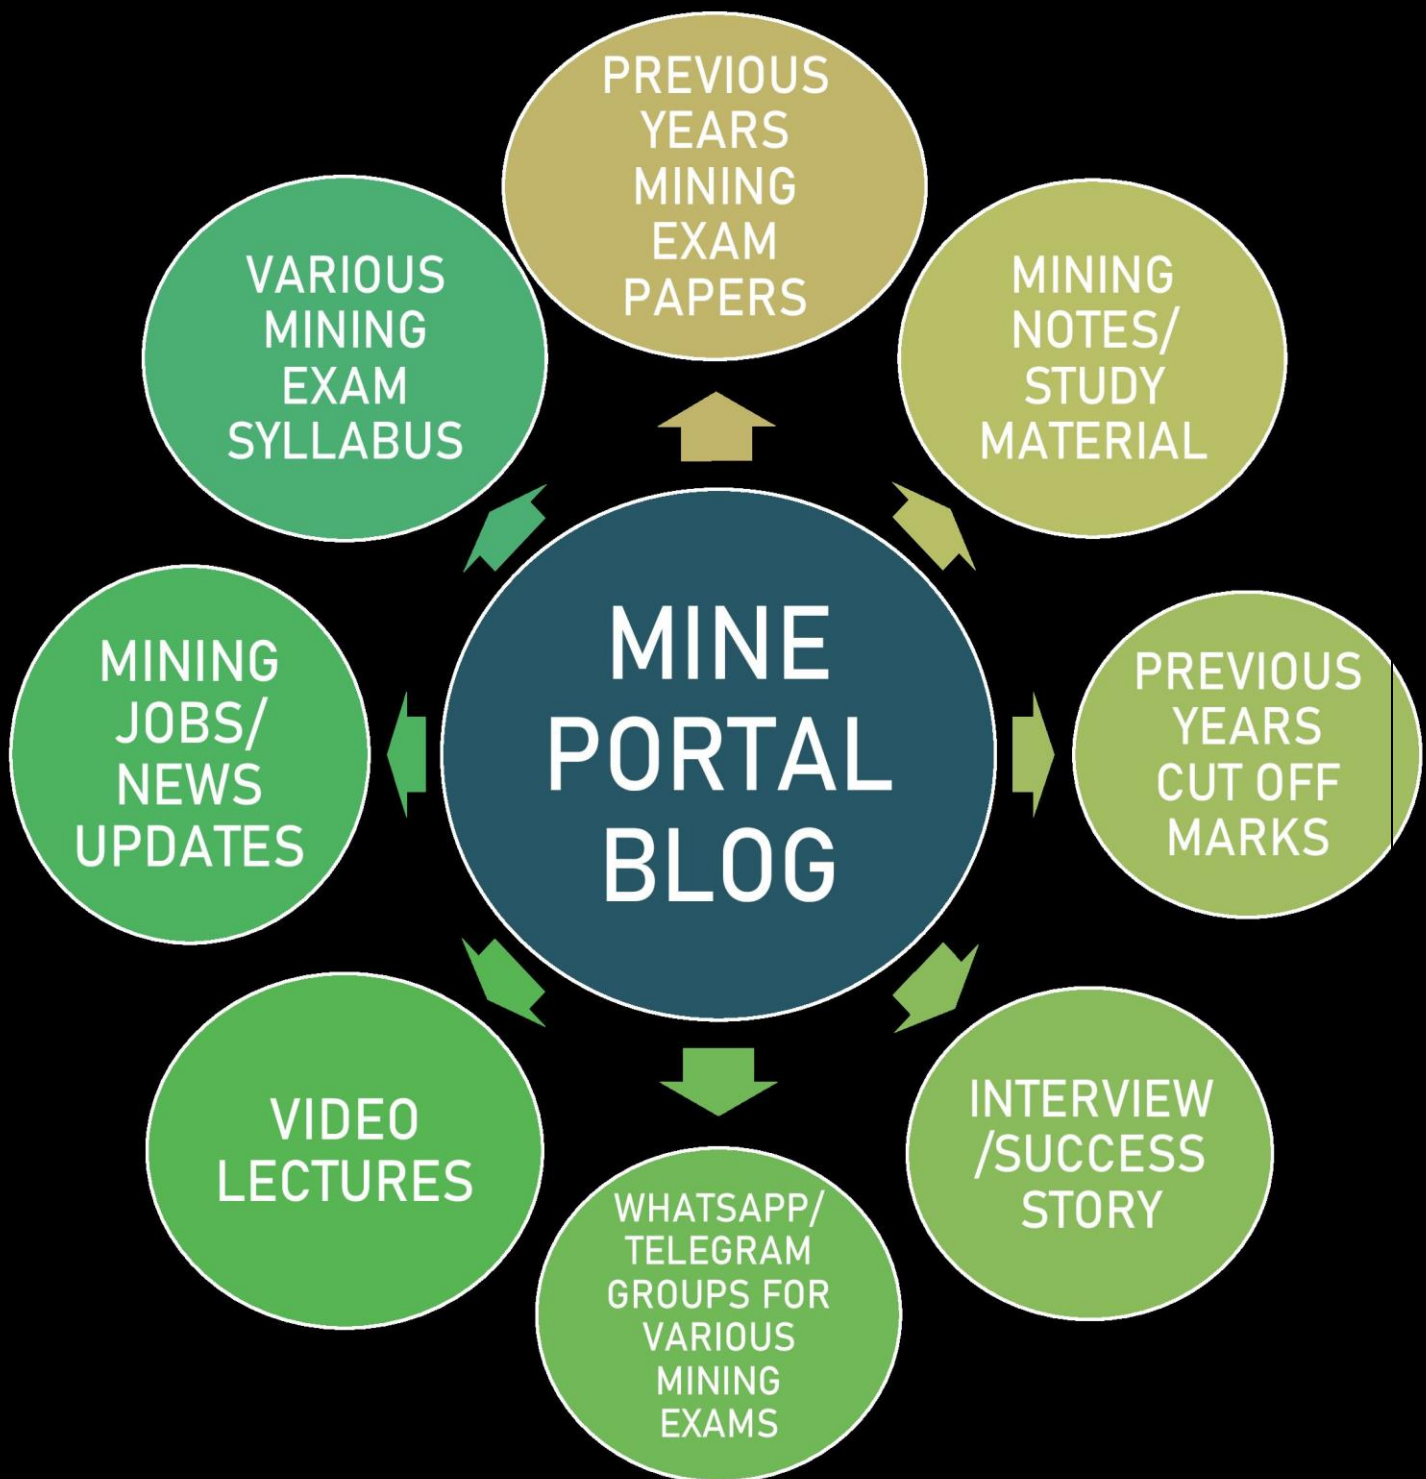 PREVIOUS
YEARS
MINING
EXAM
PAPERS
MINING
NOTES/
STUDY
MATERIAL
PREVIOUS
YEARS
CUT OFF
MARKS
INTERVIEW
/SUCCESS
STORY
WHATSAPP/
TELEGRAM
GROUPS FOR
VARIOUS
MINING
EXAMS
VIDEO
LECTURES
MINING
JOBS/
NEWS
UPDATES
VARIOUS
MINING
EXAM
SYLLABUS
MINE
PORTAL
BLOG